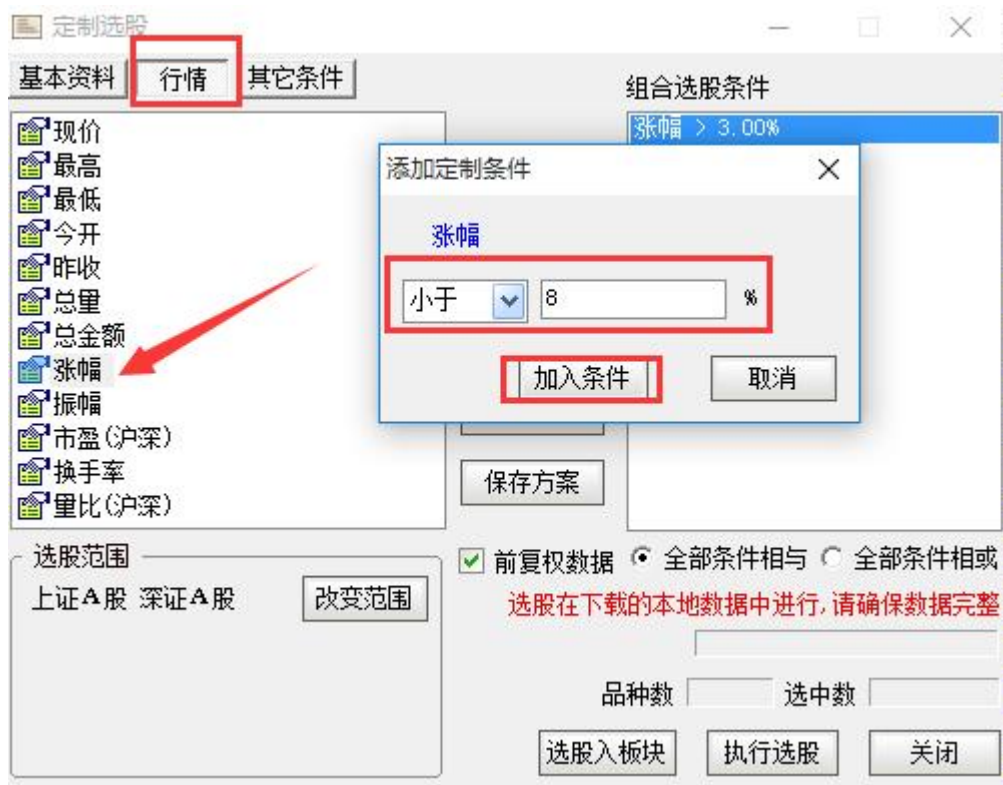 定制选股
基本资料 行情 其它条件
组合选股条件
涨幅 > 3.00%
现价
最高
最低
今开
昨收
总量
总金额
涨幅
振幅
市盈(沪深)
换手率
量比(沪深)
添加定制条件
涨幅
小于 8 %
加入条件 取消
保存方案
选股范围
上证A股 深证A股 改变范围
前复权数据 全部条件相与 全部条件相或
选股在下载的本地数据中进行,请确保数据完整
品种数 选中数
选股入板块 执行选股 关闭